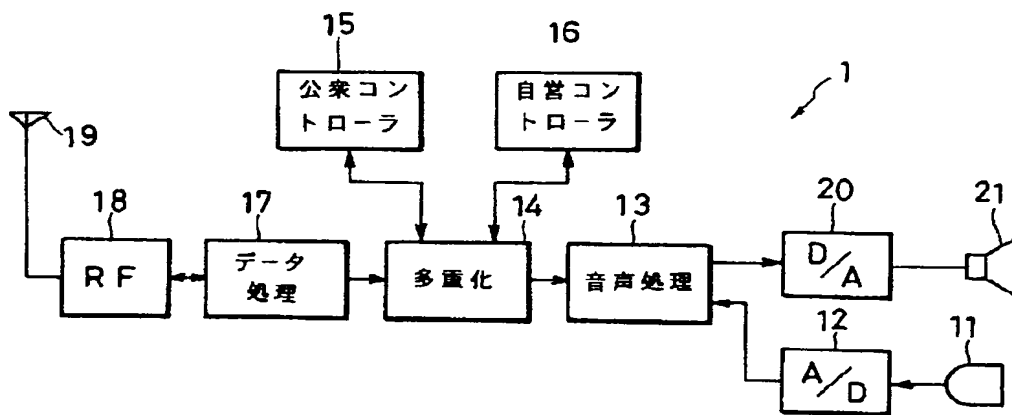 15
16
1
公衆コン
トローラ
自営コン
トローラ
19
18
17
14
13
20
21
RF
データ
処理
多重化
音声処理
D/A
12
11
A/D